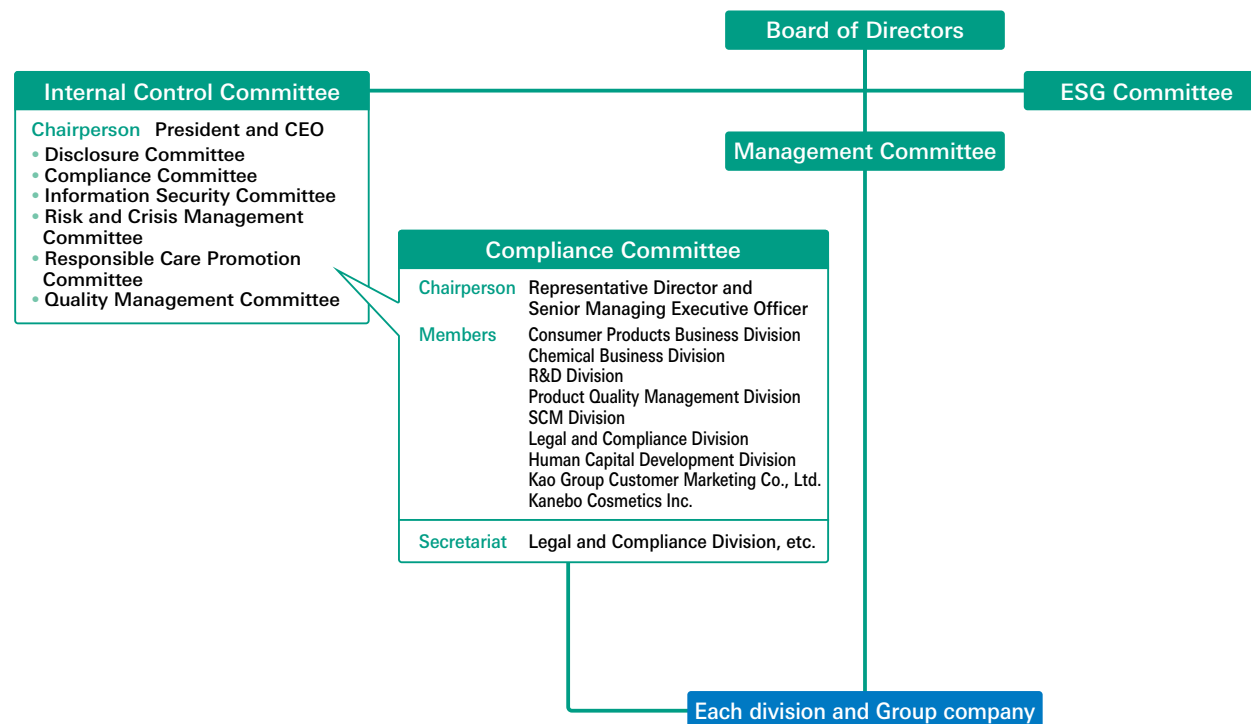 Board of Directors
Internal Control Committee
ESG Committee
Chairperson President and CEO
• Disclosure Committee
• Compliance Committee
• Information Security Committee
• Risk and Crisis Management
Committee
• Responsible Care Promotion
Committee
• Quality Management Committee
Management Committee
Compliance Committee
Chairperson Representative Director and
Senior Managing Executive Officer
Members Consumer Products Business Division
Chemical Business Division
R&D Division
Product Quality Management Division
SCM Division
Legal and Compliance Division
Human Capital Development Division
Kao Group Customer Marketing Co., Ltd.
Kanebo Cosmetics Inc.
Secretariat Legal and Compliance Division, etc.
Each division and Group company